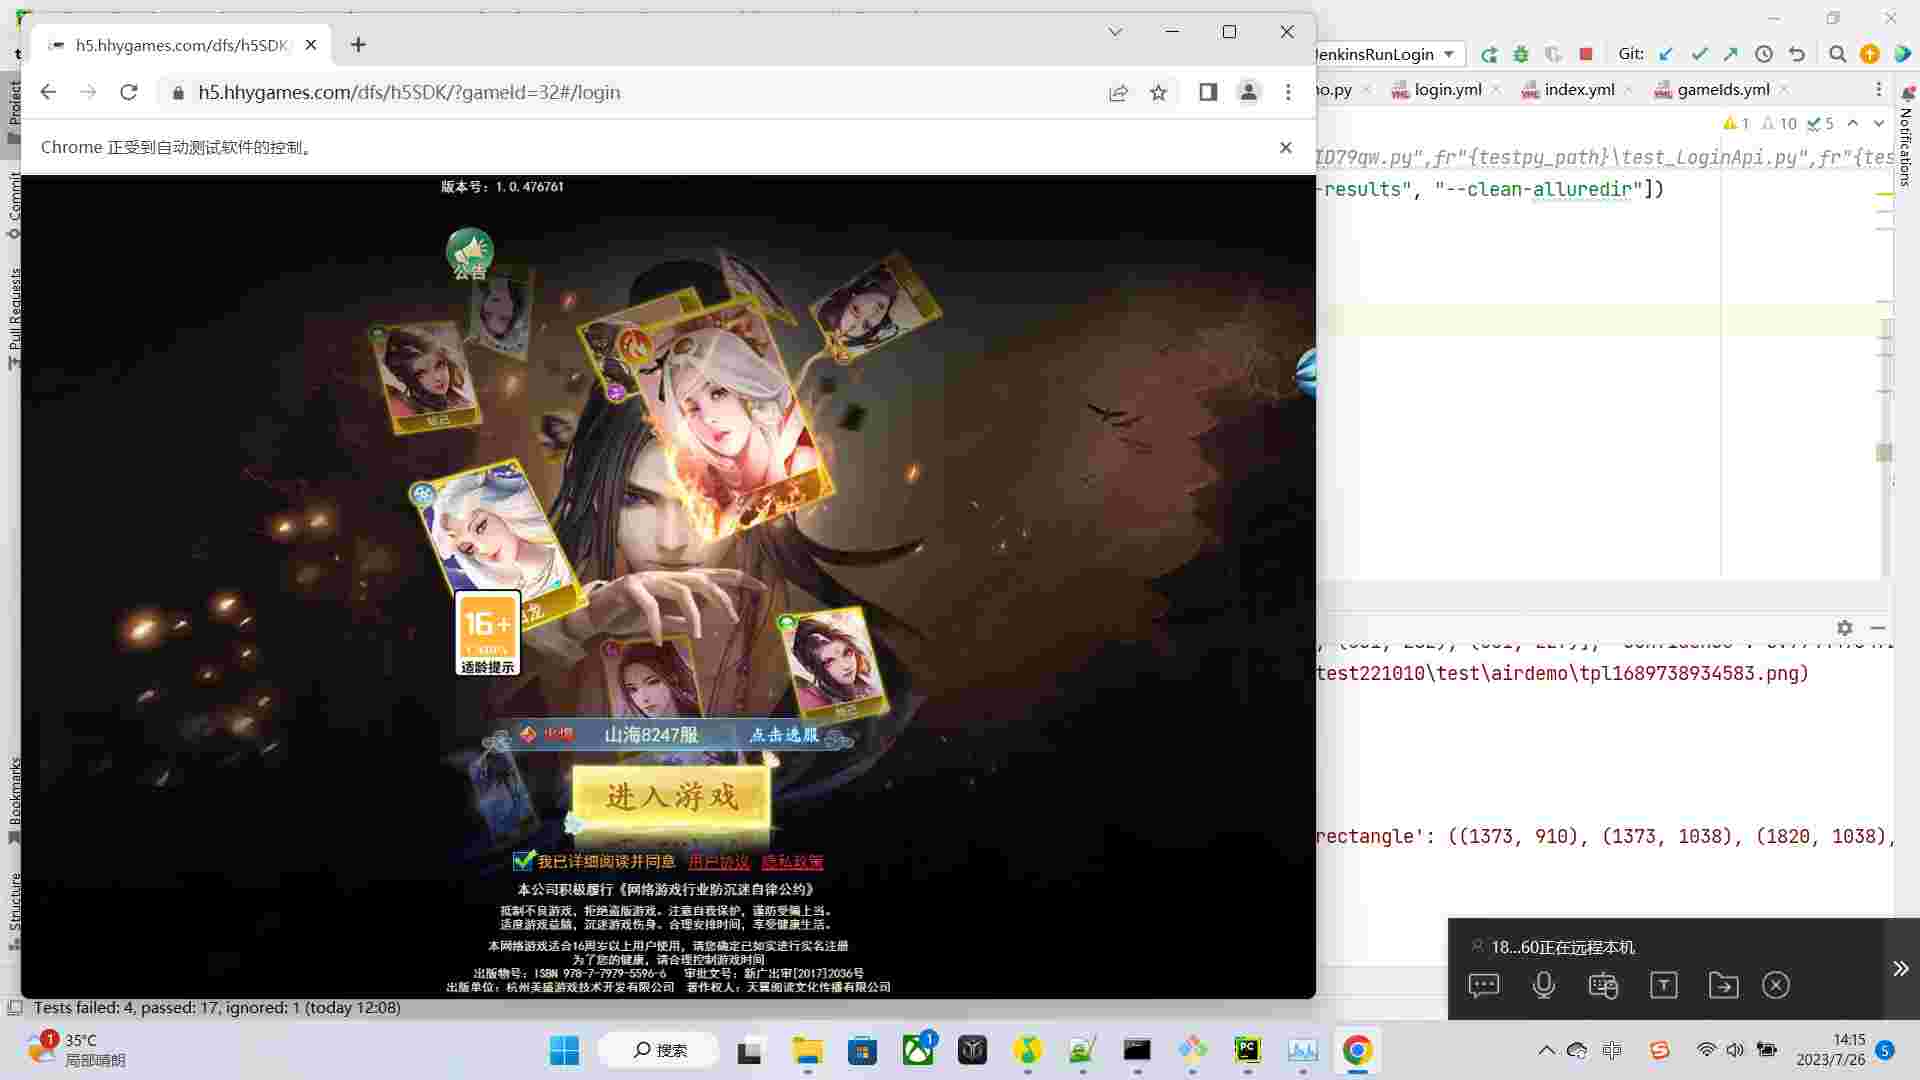 h5.hhygames.com/dfs/h5SDK
h5.hhygames.com/dfs/h5SDK/?gameId=32#/login
Chrome 正受到自动测试软件的控制。
版本号：1.0.476761
公告
16+
适龄提示
火爆 山海8247服 点击选服
进入游戏
我已详细阅读并同意 用户协议 隐私政策
本公司积极履行《网络游戏行业防沉迷自律公约》
抵制不良游戏，拒绝盗版游戏。注意自我保护，谨防受骗上当。
适度游戏益脑，沉迷游戏伤身。合理安排时间，享受健康生活。
本网络游戏适合16周岁以上用户使用，请您确定已如实进行实名注册
为了您的健康，请合理控制游戏时间
出版物号：ISBN 978-7-7979-5596-6 审批文号：新广出审[2017]2036号
出版单位：杭州美盛游戏技术开发有限公司 著作权人：天翼阅读文化传播有限公司
JenkinsRunLogin Git:
no.py login.yml index.yml gameIds.yml
1 10 5
ID79qw.py",fr"{testpy_path}\test_LoginApi.py",fr"{tes
-results", "--clean-alluredir"])
test221010\test\airdemo\tpl1689738934583.png)
rectangle': ((1373, 910), (1373, 1038), (1820, 1038),
Project
Commit
Pull Requests
Bookmarks
Structure
Notifications
18...60正在远程本机
Tests failed: 4, passed: 17, ignored: 1 (today 12:08)
1
35°C
局部晴朗
搜索
1
PC
中
14:15
2023/7/26
5